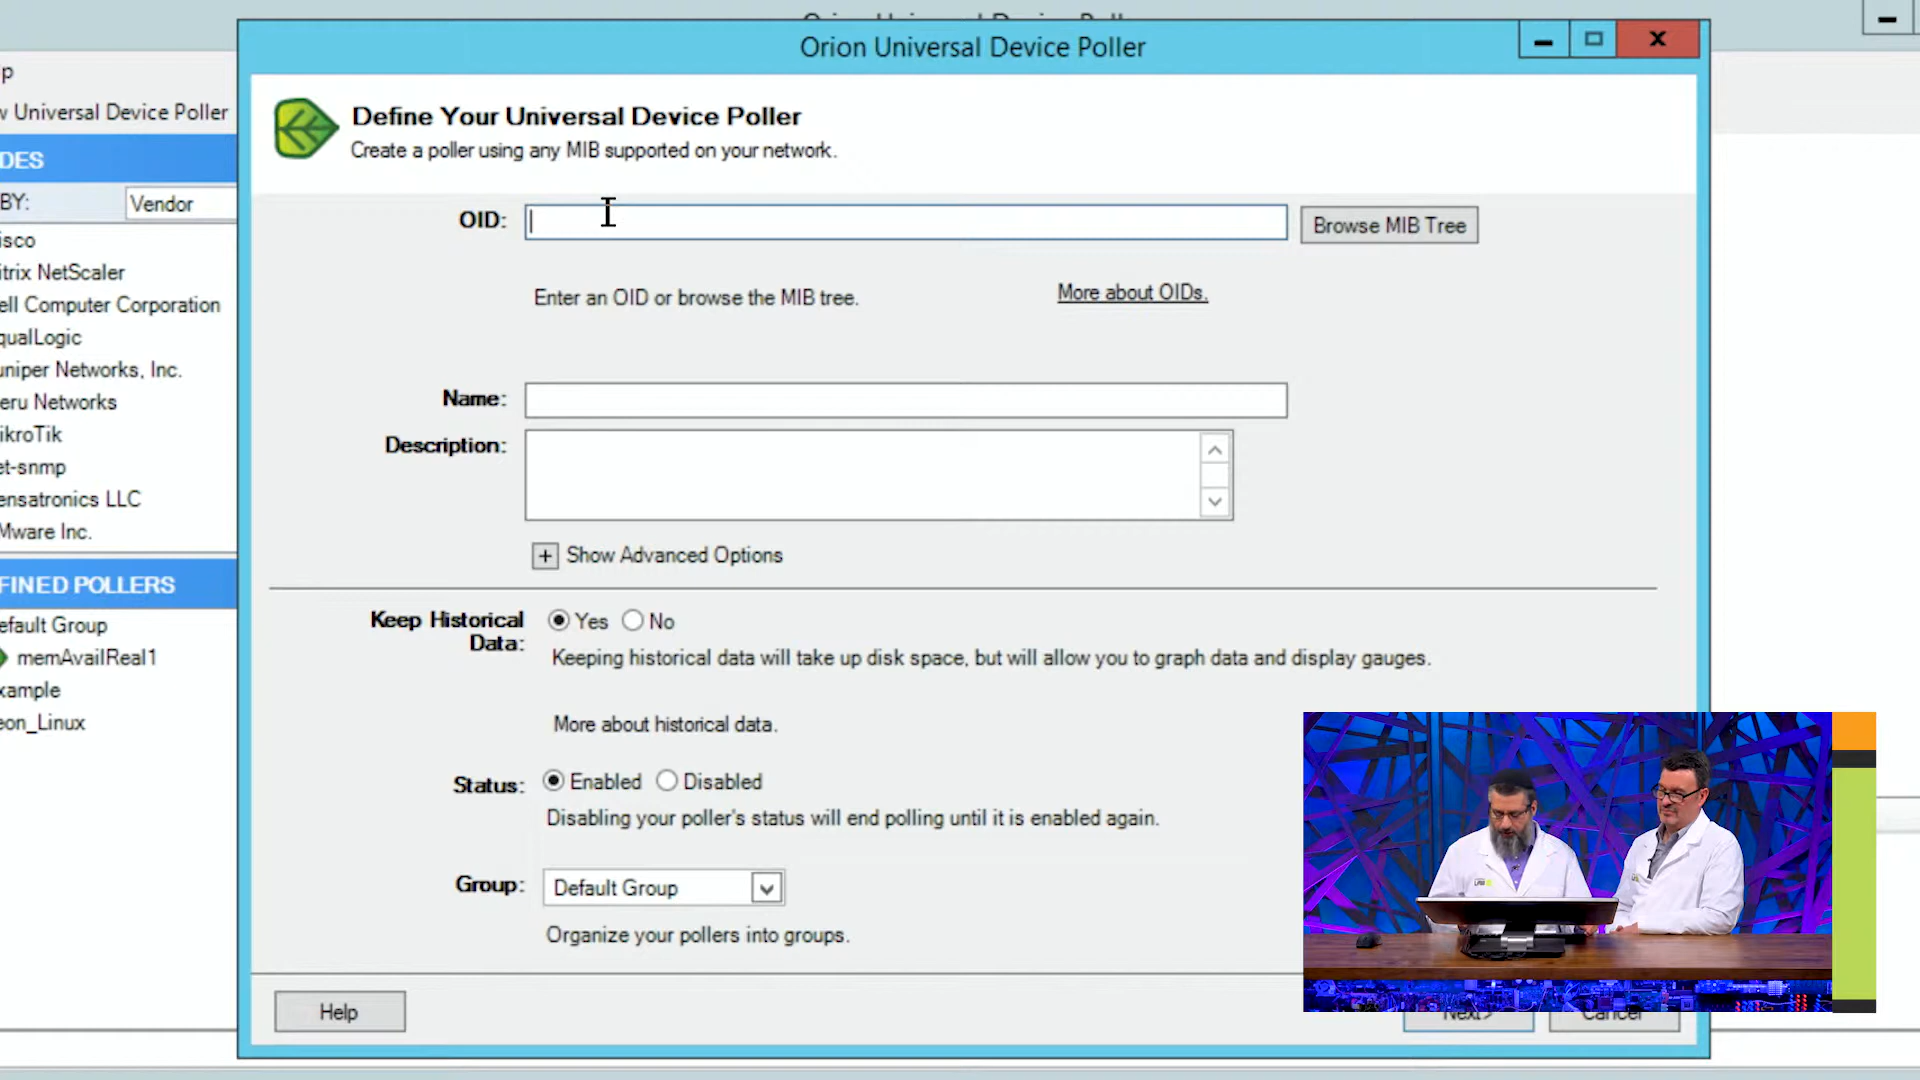 Orion Universal Device Poller
p
w Universal Device Poller
DES
BY:
Vendor
isco
itrix NetScaler
ell Computer Corporation
qualLogic
uniper Networks, Inc.
eru Networks
ikroTik
et-snmp
ensatronics LLC
Mware Inc.
FINED POLLERS
efault Group
memAvailReal1
xample
eon_Linux
Define Your Universal Device Poller
Create a poller using any MIB supported on your network.
OID:
Browse MIB Tree
Enter an OID or browse the MIB tree.
More about OIDs.
Name:
Description:
+ Show Advanced Options
Keep Historical
Data:
Yes No
Keeping historical data will take up disk space, but will allow you to graph data and display gauges.
More about historical data.
Status:
Enabled Disabled
Disabling your poller's status will end polling until it is enabled again.
Group:
Default Group
Organize your pollers into groups.
Help
Next>
Cancel